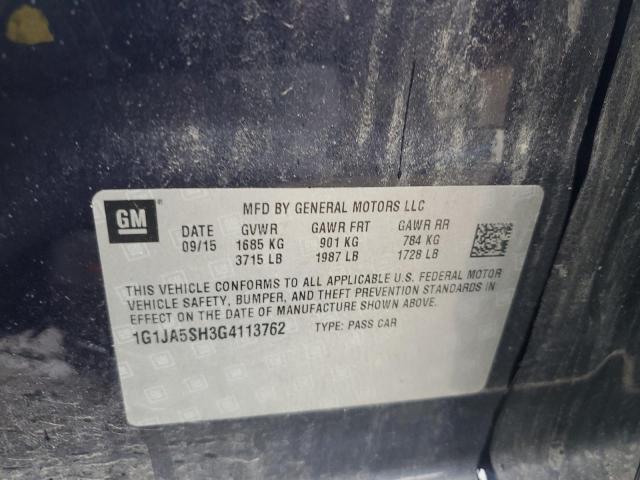 GM
MFD BY GENERAL MOTORS LLC
DATE GVWR GAWR FRT GAWR RR
09/15 1685 KG 901 KG 784 KG
3715 LB 1987 LB 1728 LB
THIS VEHICLE CONFORMS TO ALL APPLICABLE U.S. FEDERAL MOTOR
VEHICLE SAFETY, BUMPER, AND THEFT PREVENTION STANDARDS IN
EFFECT ON THE DATE OF MANUFACTURE SHOWN ABOVE.
1G1JA5SH3G4113762 TYPE: PASS CAR